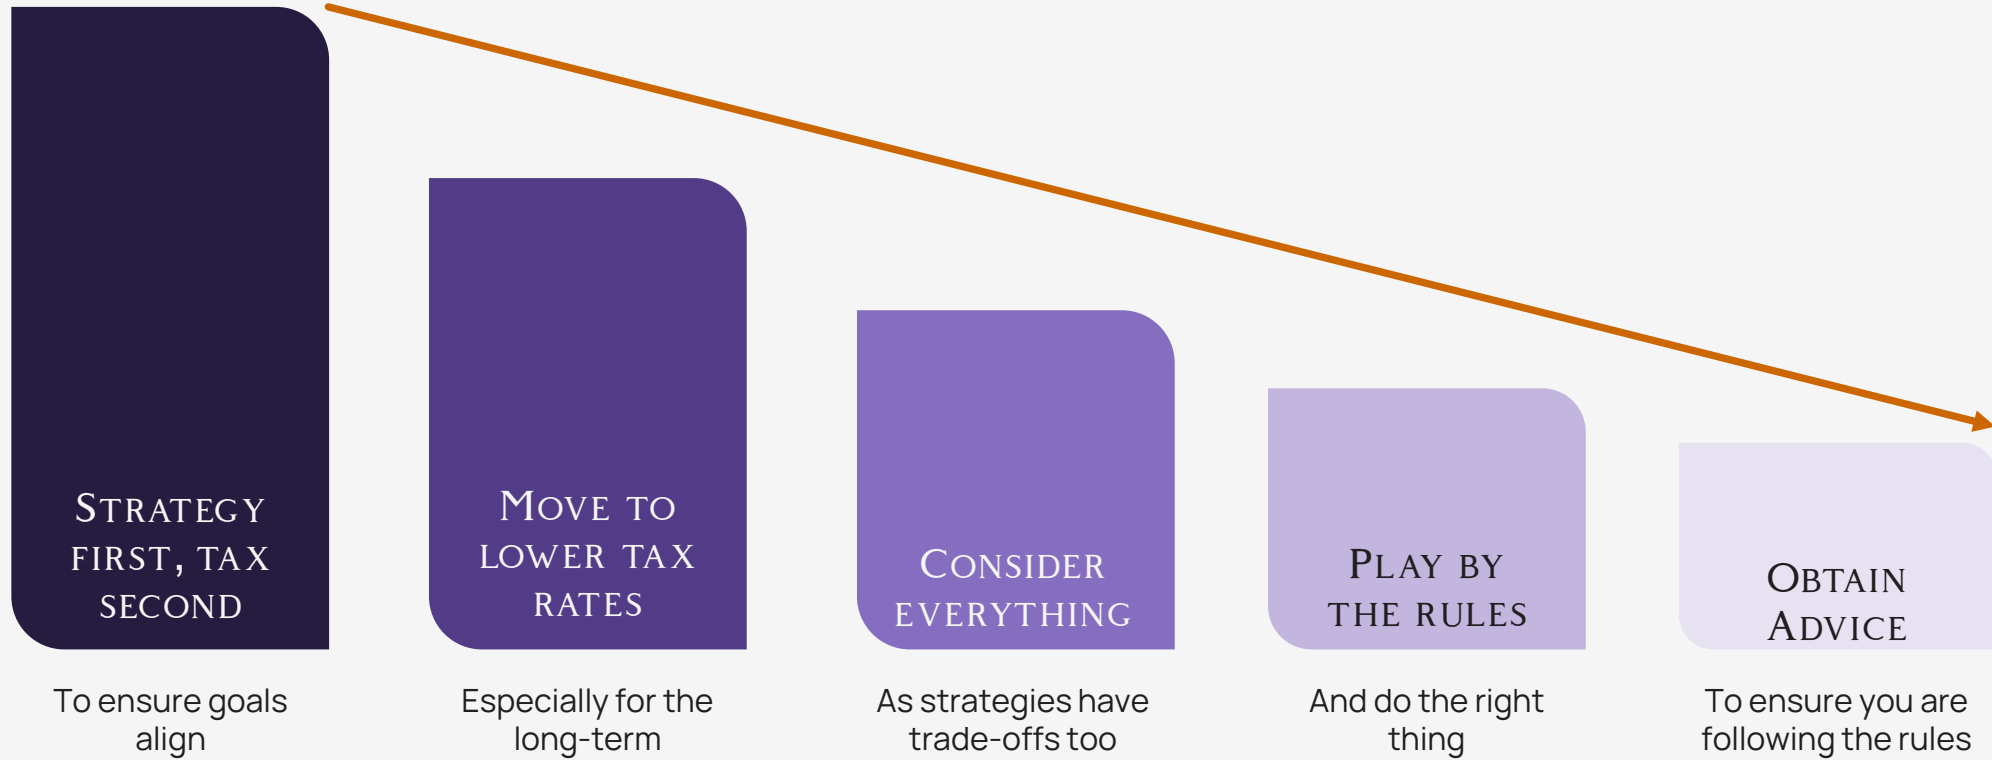 Strategy
first, tax
second
To ensure goals
align
Move to
lower tax
rates
Especially for the
long-term
Consider
everything
As strategies have
trade-offs too
Play by
the rules
And do the right
thing
Obtain
Advice
To ensure you are
following the rules